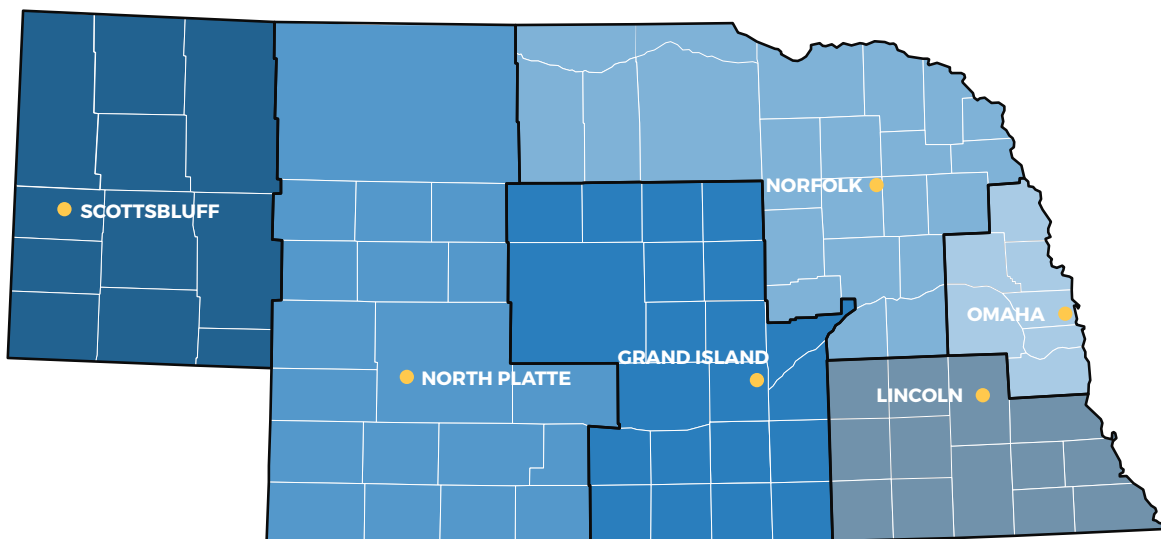 NORFOLK
SCOTTSBLUFF
OMAHA
GRAND ISLAND
NORTH PLATTE
LINCOLN